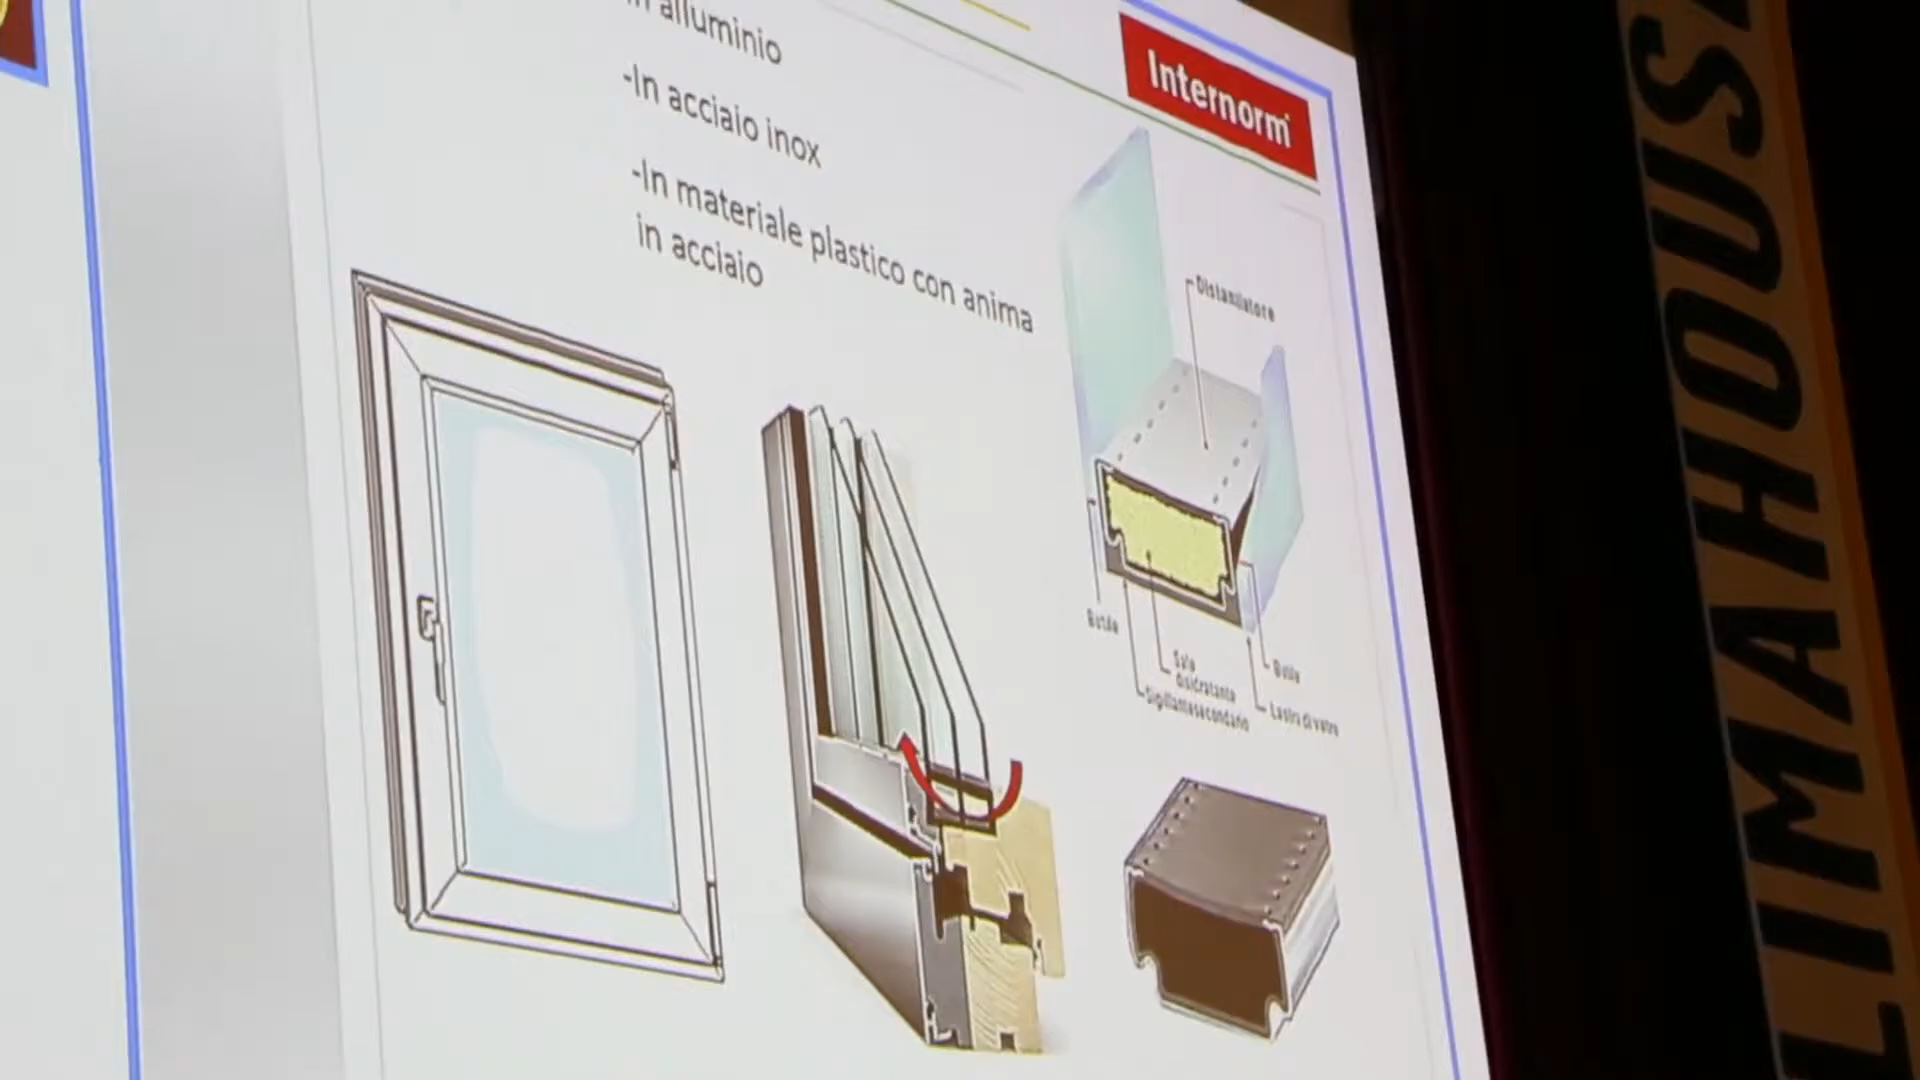 alluminio
-In acciaio inox
-In materiale plastico con anima
in acciaio
Internorm
Distanziatore
Butile
Sale
disidratante
Sigillante secondario
Butile
Lastra di vetro
LIMAHOUSE